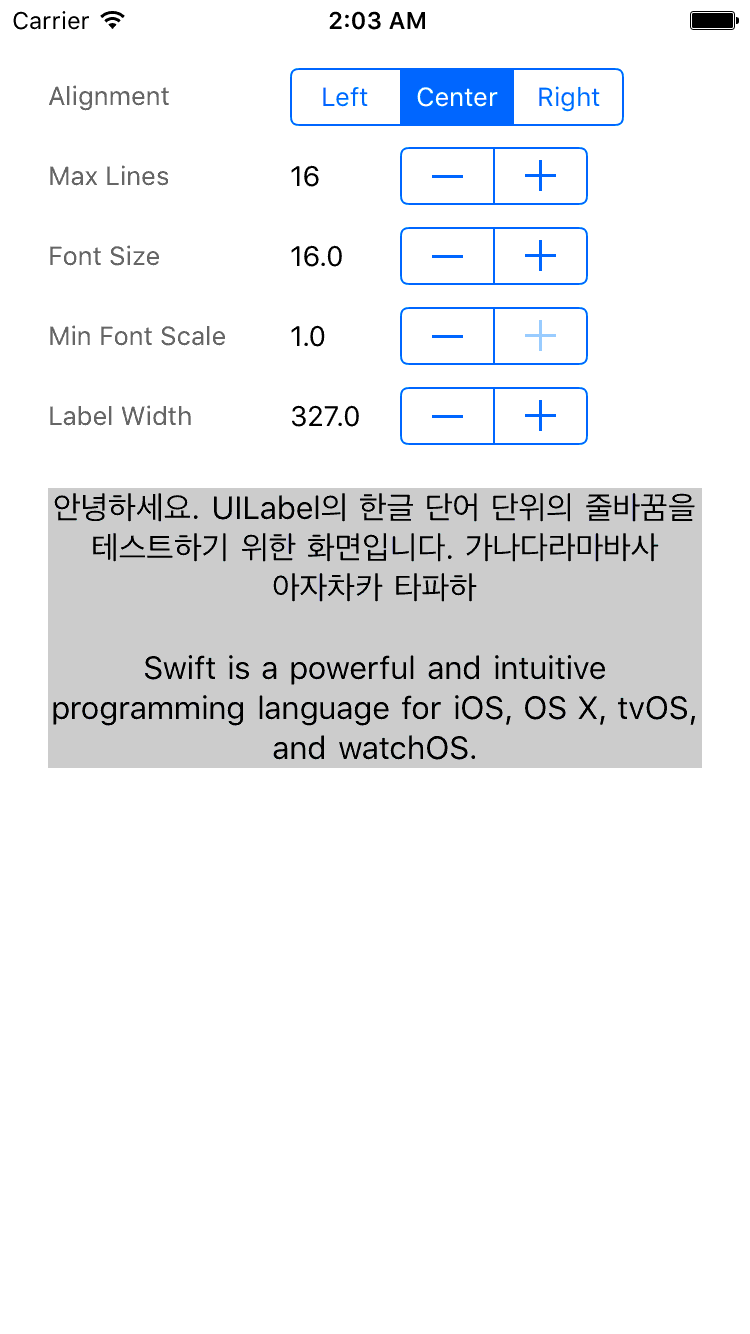 Carrier 2:03 AM
Alignment Left Center Right
Max Lines 16
Font Size 16.0
Min Font Scale 1.0
Label Width 327.0
안녕하세요. UILabel의 한글 단어 단위의 줄바꿈을
테스트하기 위한 화면입니다. 가나다라마바사
아자차카 타파하
Swift is a powerful and intuitive
programming language for iOS, OS X, tvOS,
and watchOS.